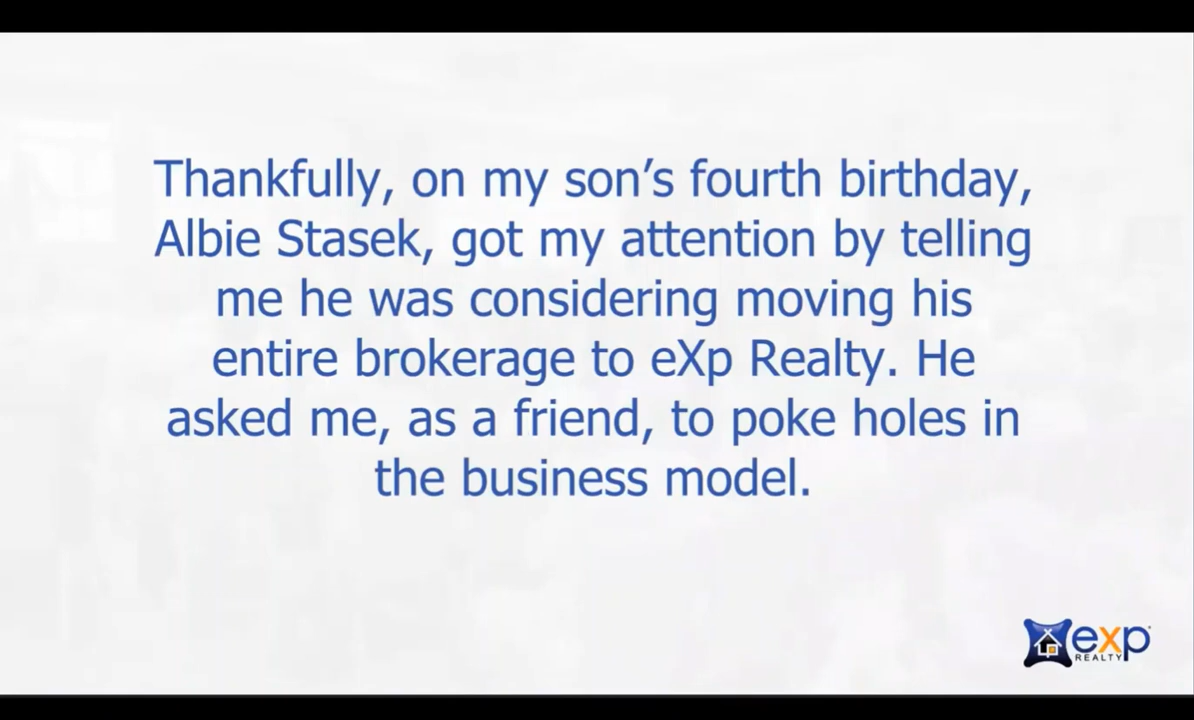 Thankfully, on my son’s fourth birthday,
Albie Stasek, got my attention by telling
me he was considering moving his
entire brokerage to eXp Realty. He
asked me, as a friend, to poke holes in
the business model.
exp
REALTY